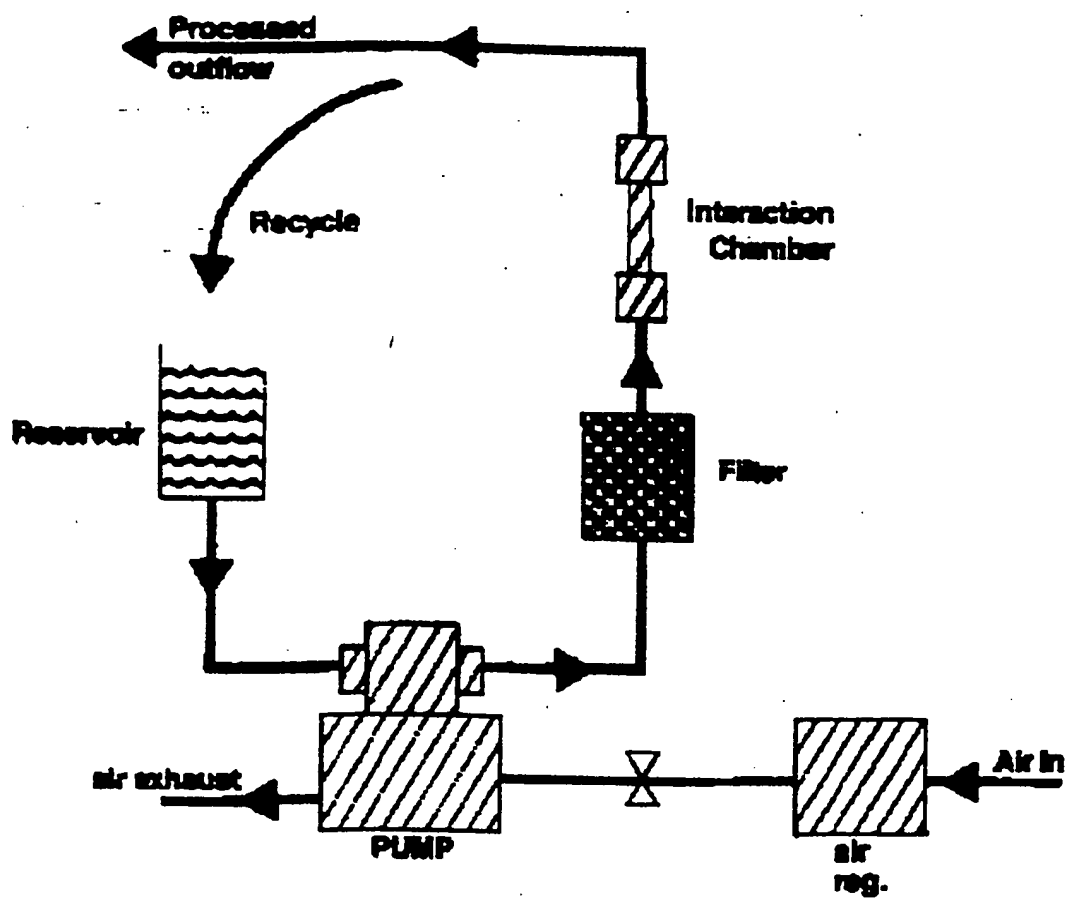 Processed
outflow
Recycle
Interaction
Chamber
Reservoir
Filter
air exhaust
Air In
PUMP
air
reg.